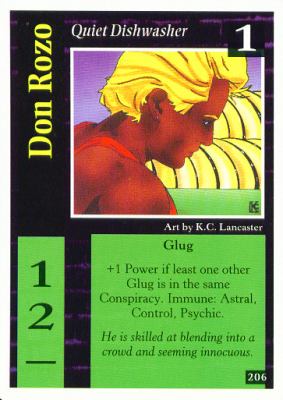 Don Rozo
Quiet Dishwasher
1
KC
Art by K.C. Lancaster
1
2
—
Glug
+1 Power if least one other
Glug is in the same
Conspiracy. Immune: Astral,
Control, Psychic.
He is skilled at blending into a
crowd and seeming innocuous.
206